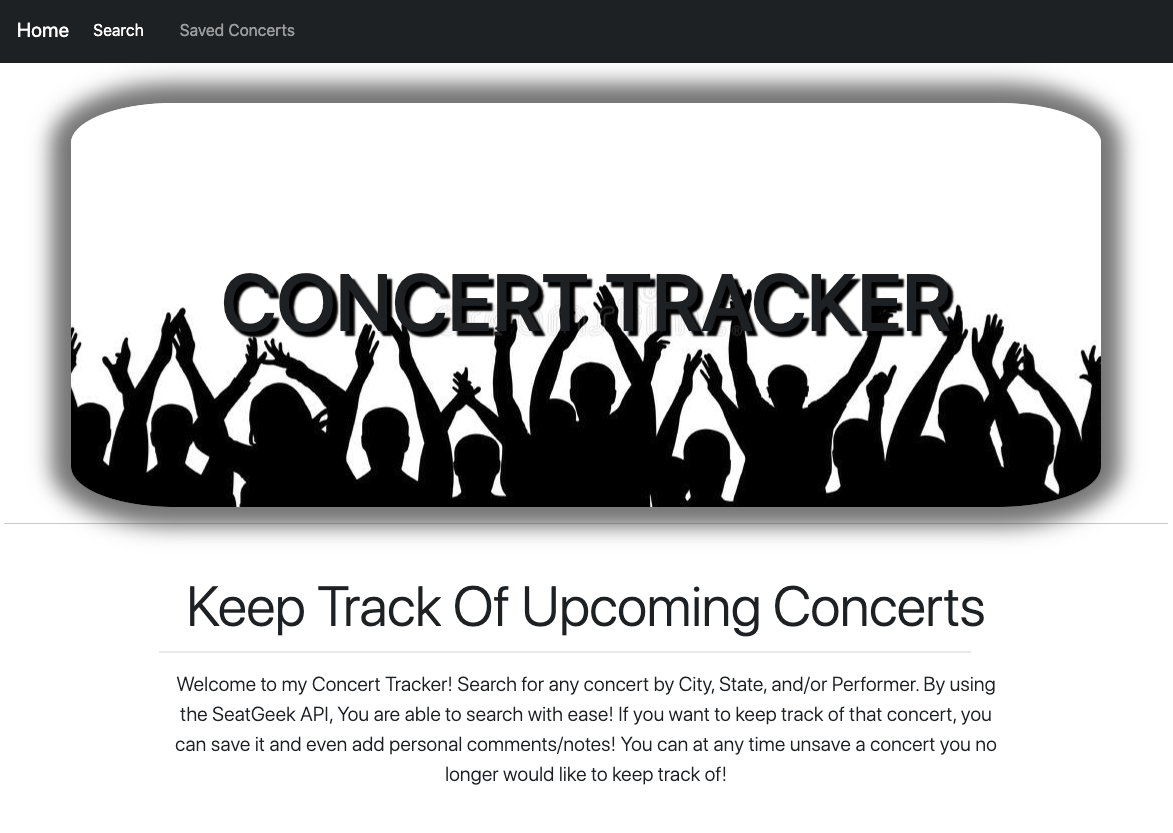 Home Search Saved Concerts
CONCERT TRACKER
Keep Track Of Upcoming Concerts
Welcome to my Concert Tracker! Search for any concert by City, State, and/or Performer. By using
the SeatGeek API, You are able to search with ease! If you want to keep track of that concert, you
can save it and even add personal comments/notes! You can at any time unsave a concert you no
longer would like to keep track of!